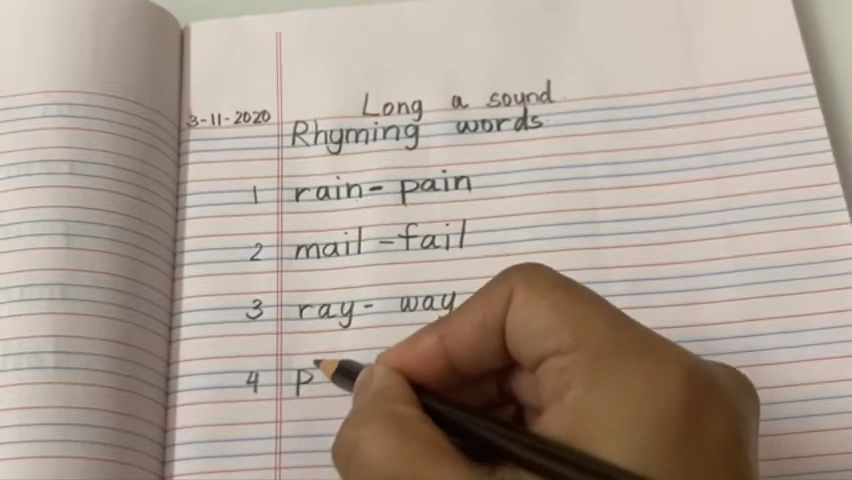 Long a sound
3-11-2020 Rhyming words
1 rain - pain
2 mail - fail
3 ray - way
4 p